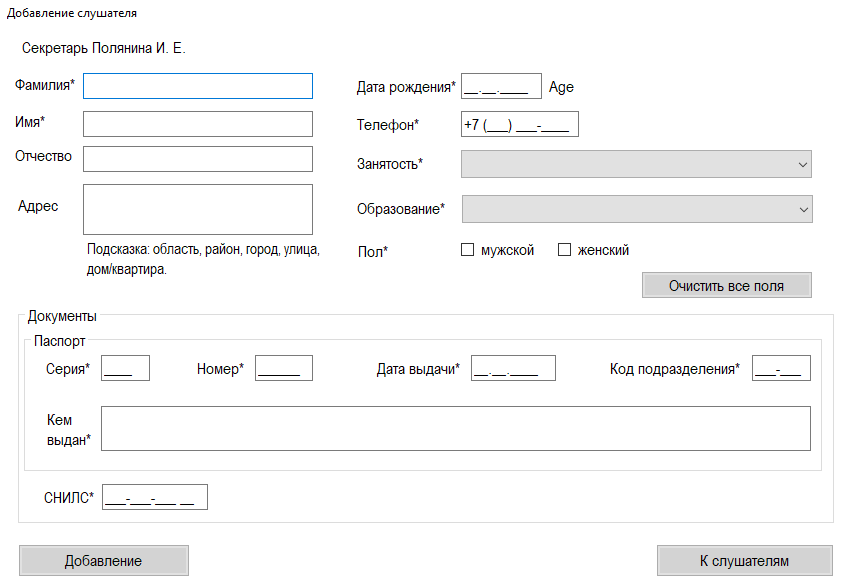 Добавление слушателя
Секретарь Полянина И. Е.
Фамилия*
Дата рождения* __.__.____ Age
Имя*
Телефон* +7 (___) ___-____
Отчество
Занятость*
Адрес
Образование*
Подсказка: область, район, город, улица,
дом/квартира.
Пол* мужской женский
Очистить все поля
Документы
Паспорт
Серия* ____ Номер* ______ Дата выдачи* __.__.____ Код подразделения* ___-___
Кем
выдан*
СНИЛС* ___-___-___ __
Добавление К слушателям